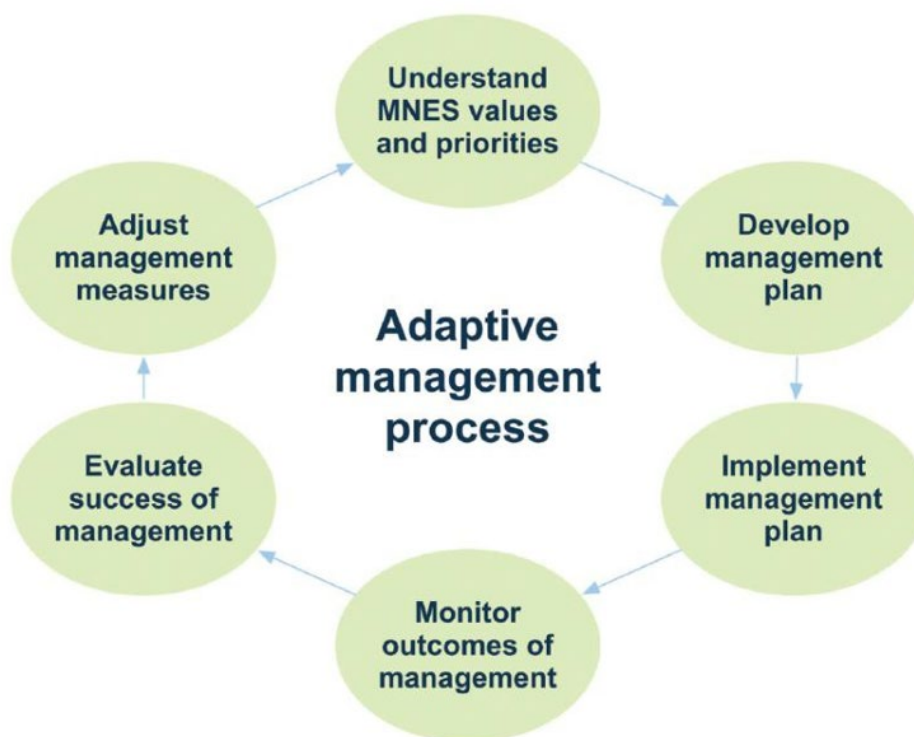 Understand
MNES values
and priorities
Develop
management
plan
Implement
management
plan
Monitor
outcomes of
management
Evaluate
success of
management
Adjust
management
measures
Adaptive
management
process